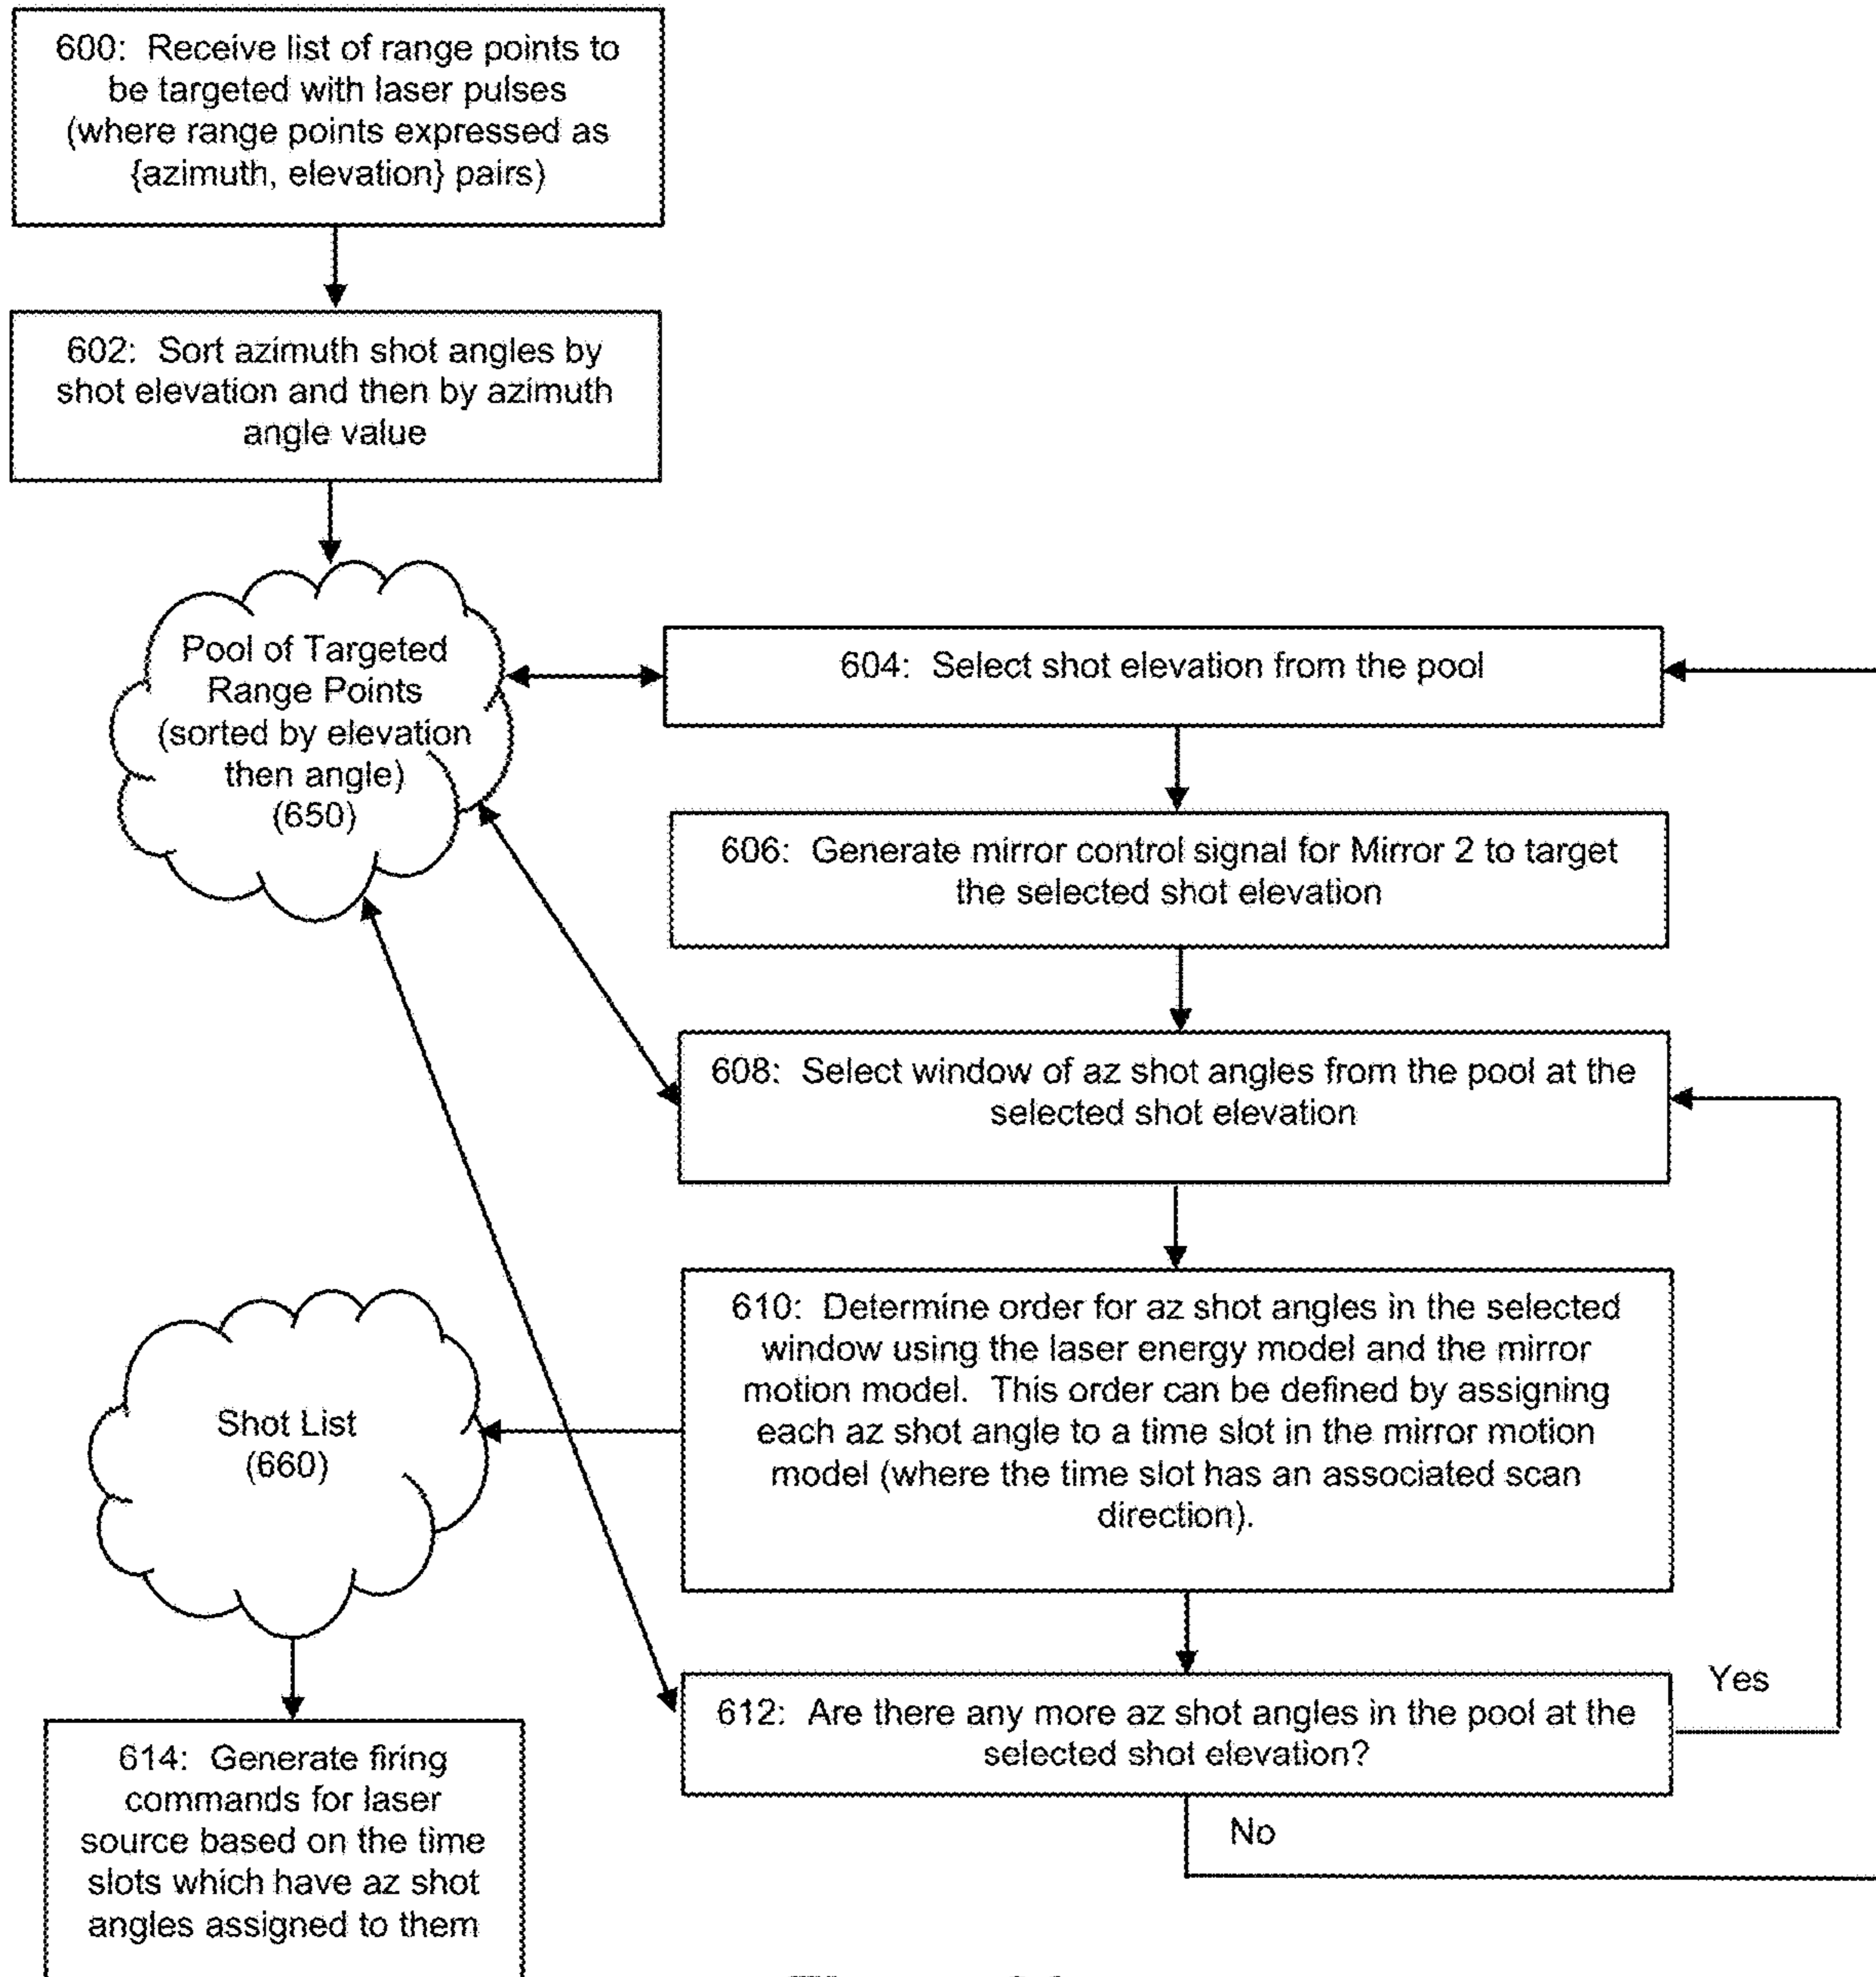 600: Receive list of range points to
be targeted with laser pulses
(where range points expressed as
{azimuth, elevation} pairs)
602: Sort azimuth shot angles by
shot elevation and then by azimuth
angle value
Pool of Targeted
Range Points
(sorted by elevation
then angle)
(650)
604: Select shot elevation from the pool
606: Generate mirror control signal for Mirror 2 to target
the selected shot elevation
608: Select window of az shot angles from the pool at the
selected shot elevation
610: Determine order for az shot angles in the selected
window using the laser energy model and the mirror
motion model. This order can be defined by assigning
each az shot angle to a time slot in the mirror motion
model (where the time slot has an associated scan
direction).
Shot List
(660)
612: Are there any more az shot angles in the pool at the
selected shot elevation?
Yes
No
614: Generate firing
commands for laser
source based on the time
slots which have az shot
angles assigned to them